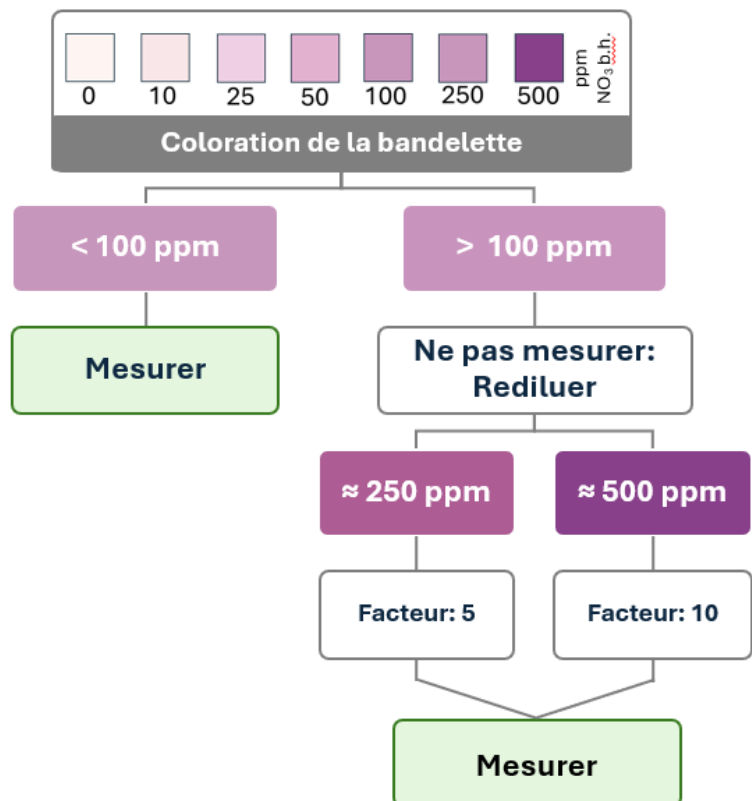 0 10 25 50 100 250 500
ppm
NO₃ b.h.
Coloration de la bandelette
< 100 ppm
> 100 ppm
Mesurer
Ne pas mesurer:
Rediluer
≈ 250 ppm
≈ 500 ppm
Facteur: 5
Facteur: 10
Mesurer